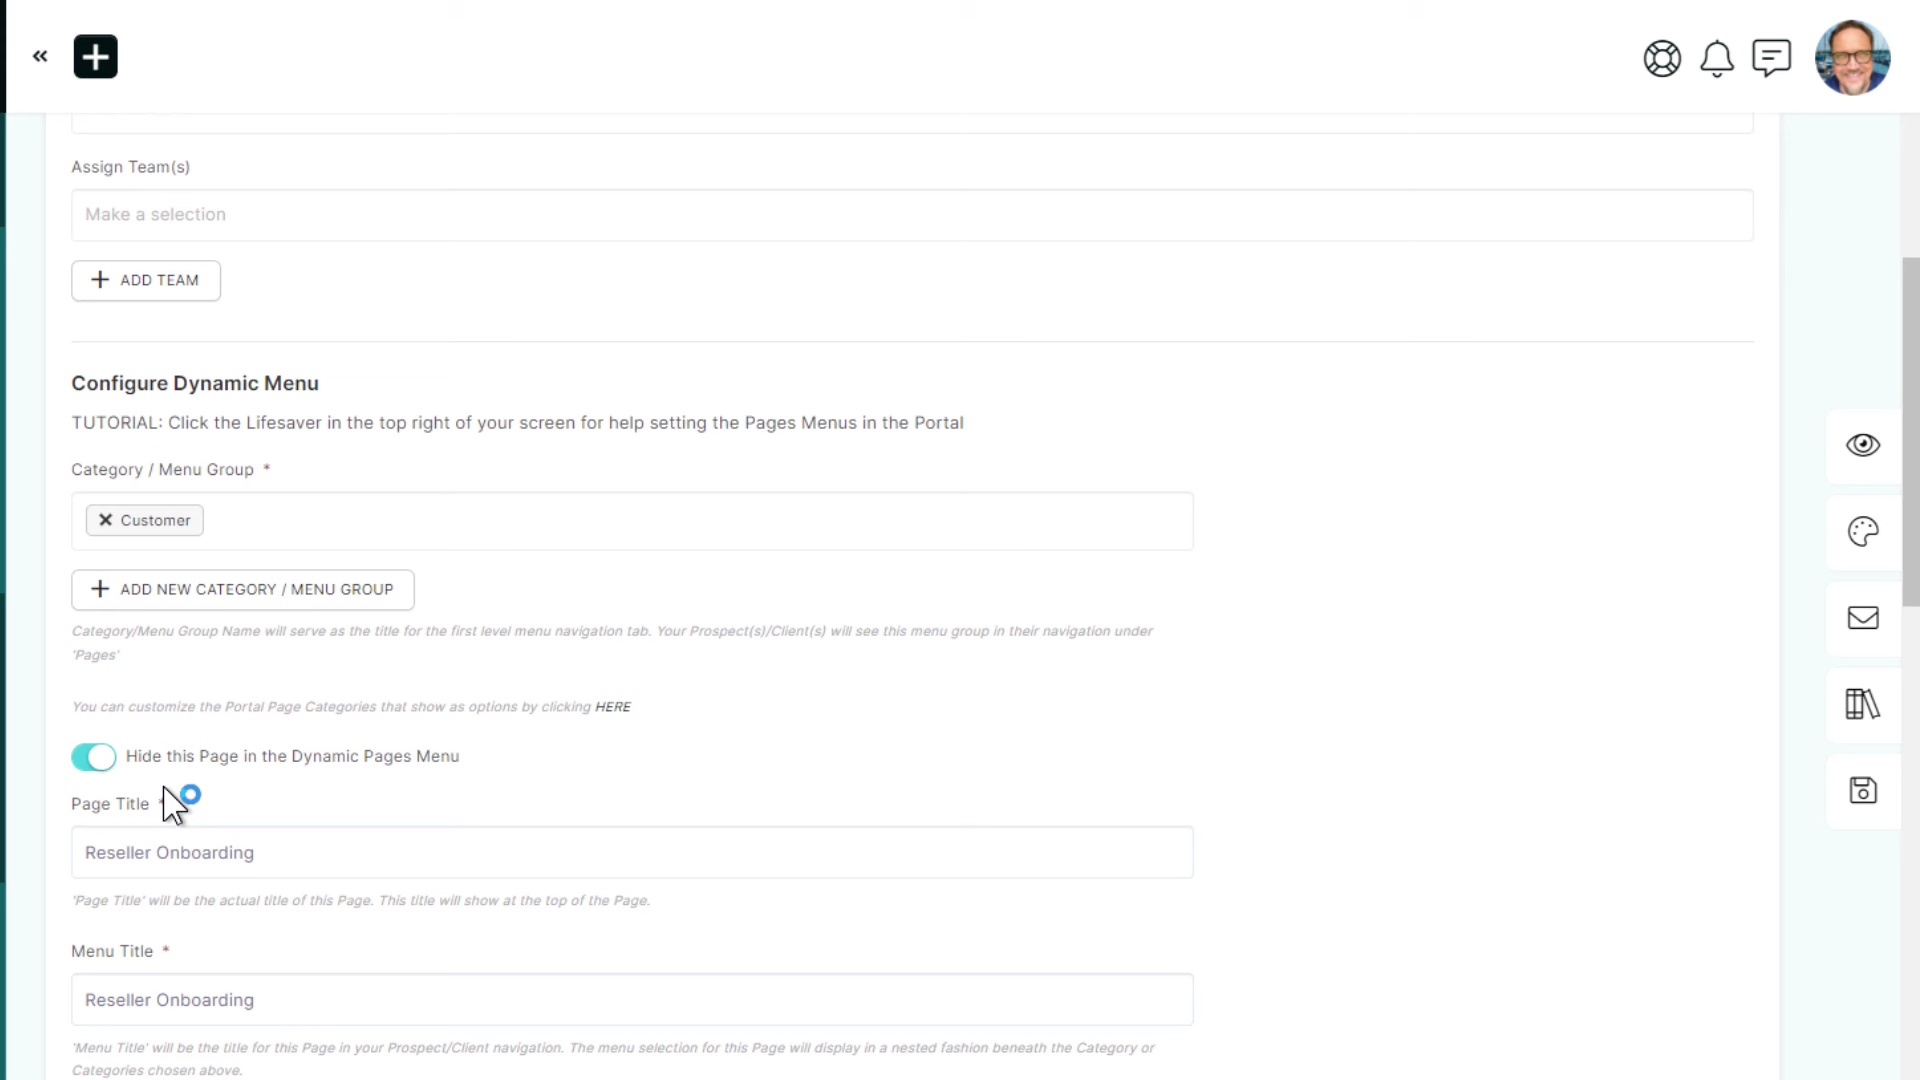 Assign Team(s)
Make a selection
ADD TEAM
Configure Dynamic Menu
TUTORIAL: Click the Lifesaver in the top right of your screen for help setting the Pages Menus in the Portal
Category / Menu Group *
Customer
ADD NEW CATEGORY / MENU GROUP
Category/Menu Group Name will serve as the title for the first level menu navigation tab. Your Prospect(s)/Client(s) will see this menu group in their navigation under
'Pages'
You can customize the Portal Page Categories that show as options by clicking HERE
Hide this Page in the Dynamic Pages Menu
Page Title
Reseller Onboarding
'Page Title' will be the actual title of this Page. This title will show at the top of the Page.
Menu Title *
Reseller Onboarding
'Menu Title' will be the title for this Page in your Prospect/Client navigation. The menu selection for this Page will display in a nested fashion beneath the Category or
Categories chosen above.